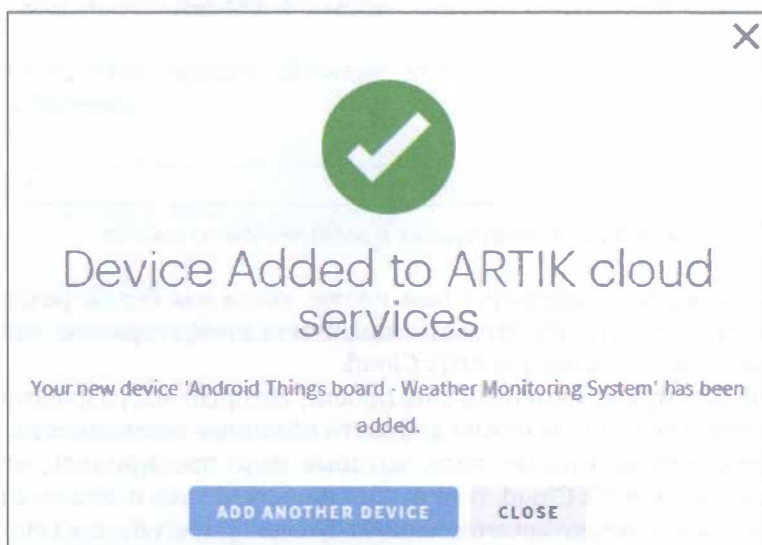 Device Added to ARTIK cloud
services
Your new device 'Android Things board - Weather Monitoring System' has been
added.
ADD ANOTHER DEVICE
CLOSE